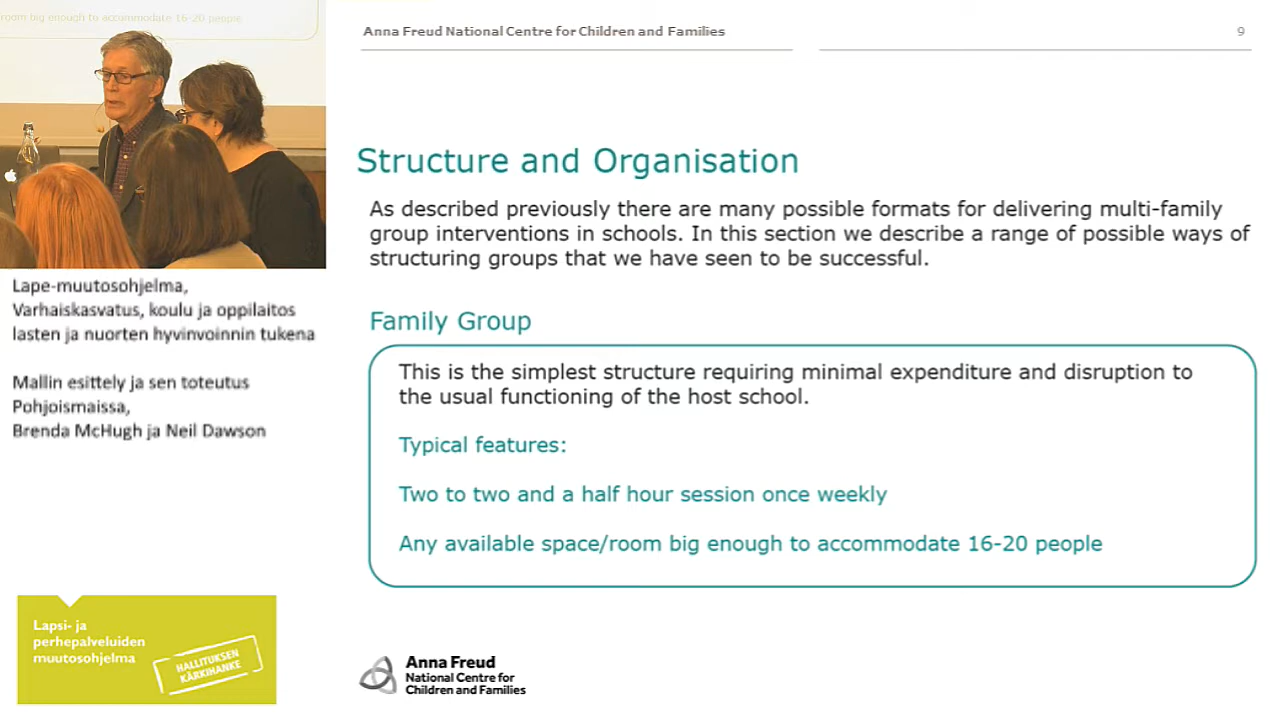 room big enough to accommodate 16-20 people
Lape-muutosohjelma,
Varhaiskasvatus, koulu ja oppilaitos
lasten ja nuorten hyvinvoinnin tukena
Mallin esittely ja sen toteutus
Pohjoismaissa,
Brenda McHugh ja Neil Dawson
Lapsi- ja
perhepalveluiden
muutosohjelma
HALLITUKSEN
KÄRKIHANKE
Anna Freud National Centre for Children and Families
9
Structure and Organisation
As described previously there are many possible formats for delivering multi-family
group interventions in schools. In this section we describe a range of possible ways of
structuring groups that we have seen to be successful.
Family Group
This is the simplest structure requiring minimal expenditure and disruption to
the usual functioning of the host school.
Typical features:
Two to two and a half hour session once weekly
Any available space/room big enough to accommodate 16-20 people
Anna Freud
National Centre for
Children and Families